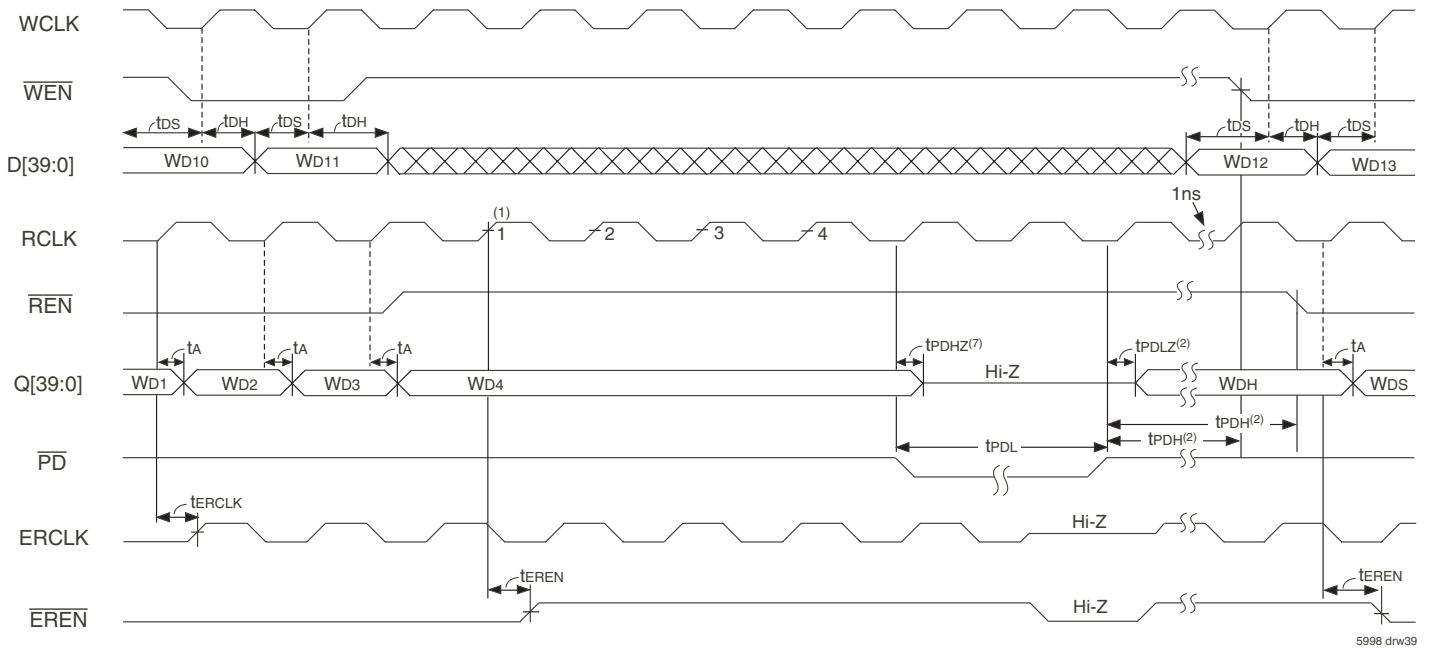 WCLK
WEN
tDS tDH tDS tDH tDS tDH tDS
D[39:0] WD10 WD11 WD12 WD13
1ns
(1)
RCLK 1 2 3 4
REN
tA tA tA tPDHZ(7) tPDLZ(2) tA
Q[39:0] WD1 WD2 WD3 WD4 Hi-Z WDH WDS
tPDH(2)
tPDL tPDH(2)
PD
tERCLK
ERCLK Hi-Z
tEREN tEREN
EREN Hi-Z
5998 drw39